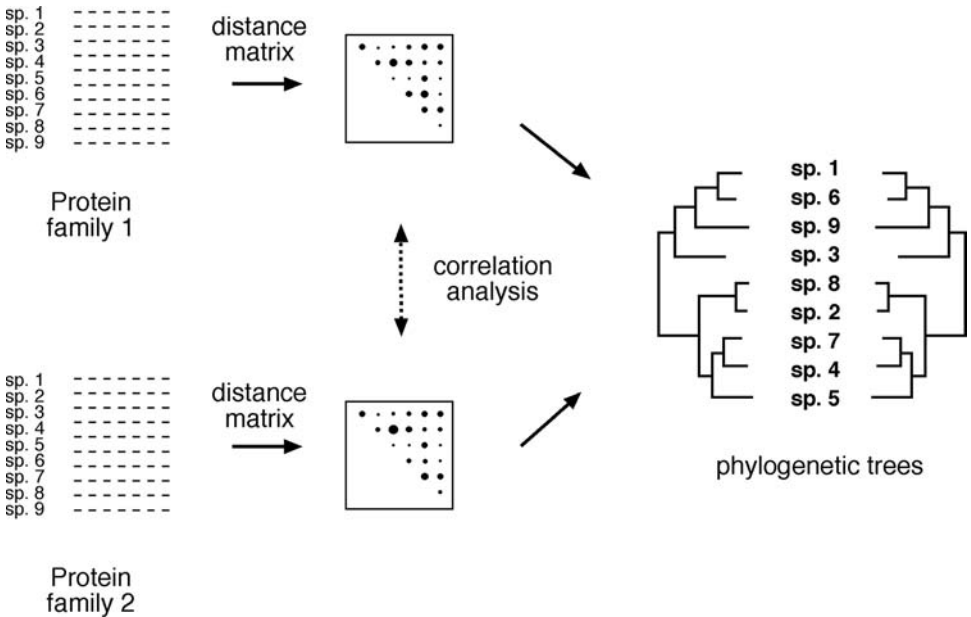 sp. 1
sp. 2
sp. 3
sp. 4
sp. 5
sp. 6
sp. 7
sp. 8
sp. 9
Protein
family 1
distance
matrix
correlation
analysis
sp. 1
sp. 2
sp. 3
sp. 4
sp. 5
sp. 6
sp. 7
sp. 8
sp. 9
Protein
family 2
distance
matrix
sp. 1
sp. 6
sp. 9
sp. 3
sp. 8
sp. 2
sp. 7
sp. 4
sp. 5
phylogenetic trees